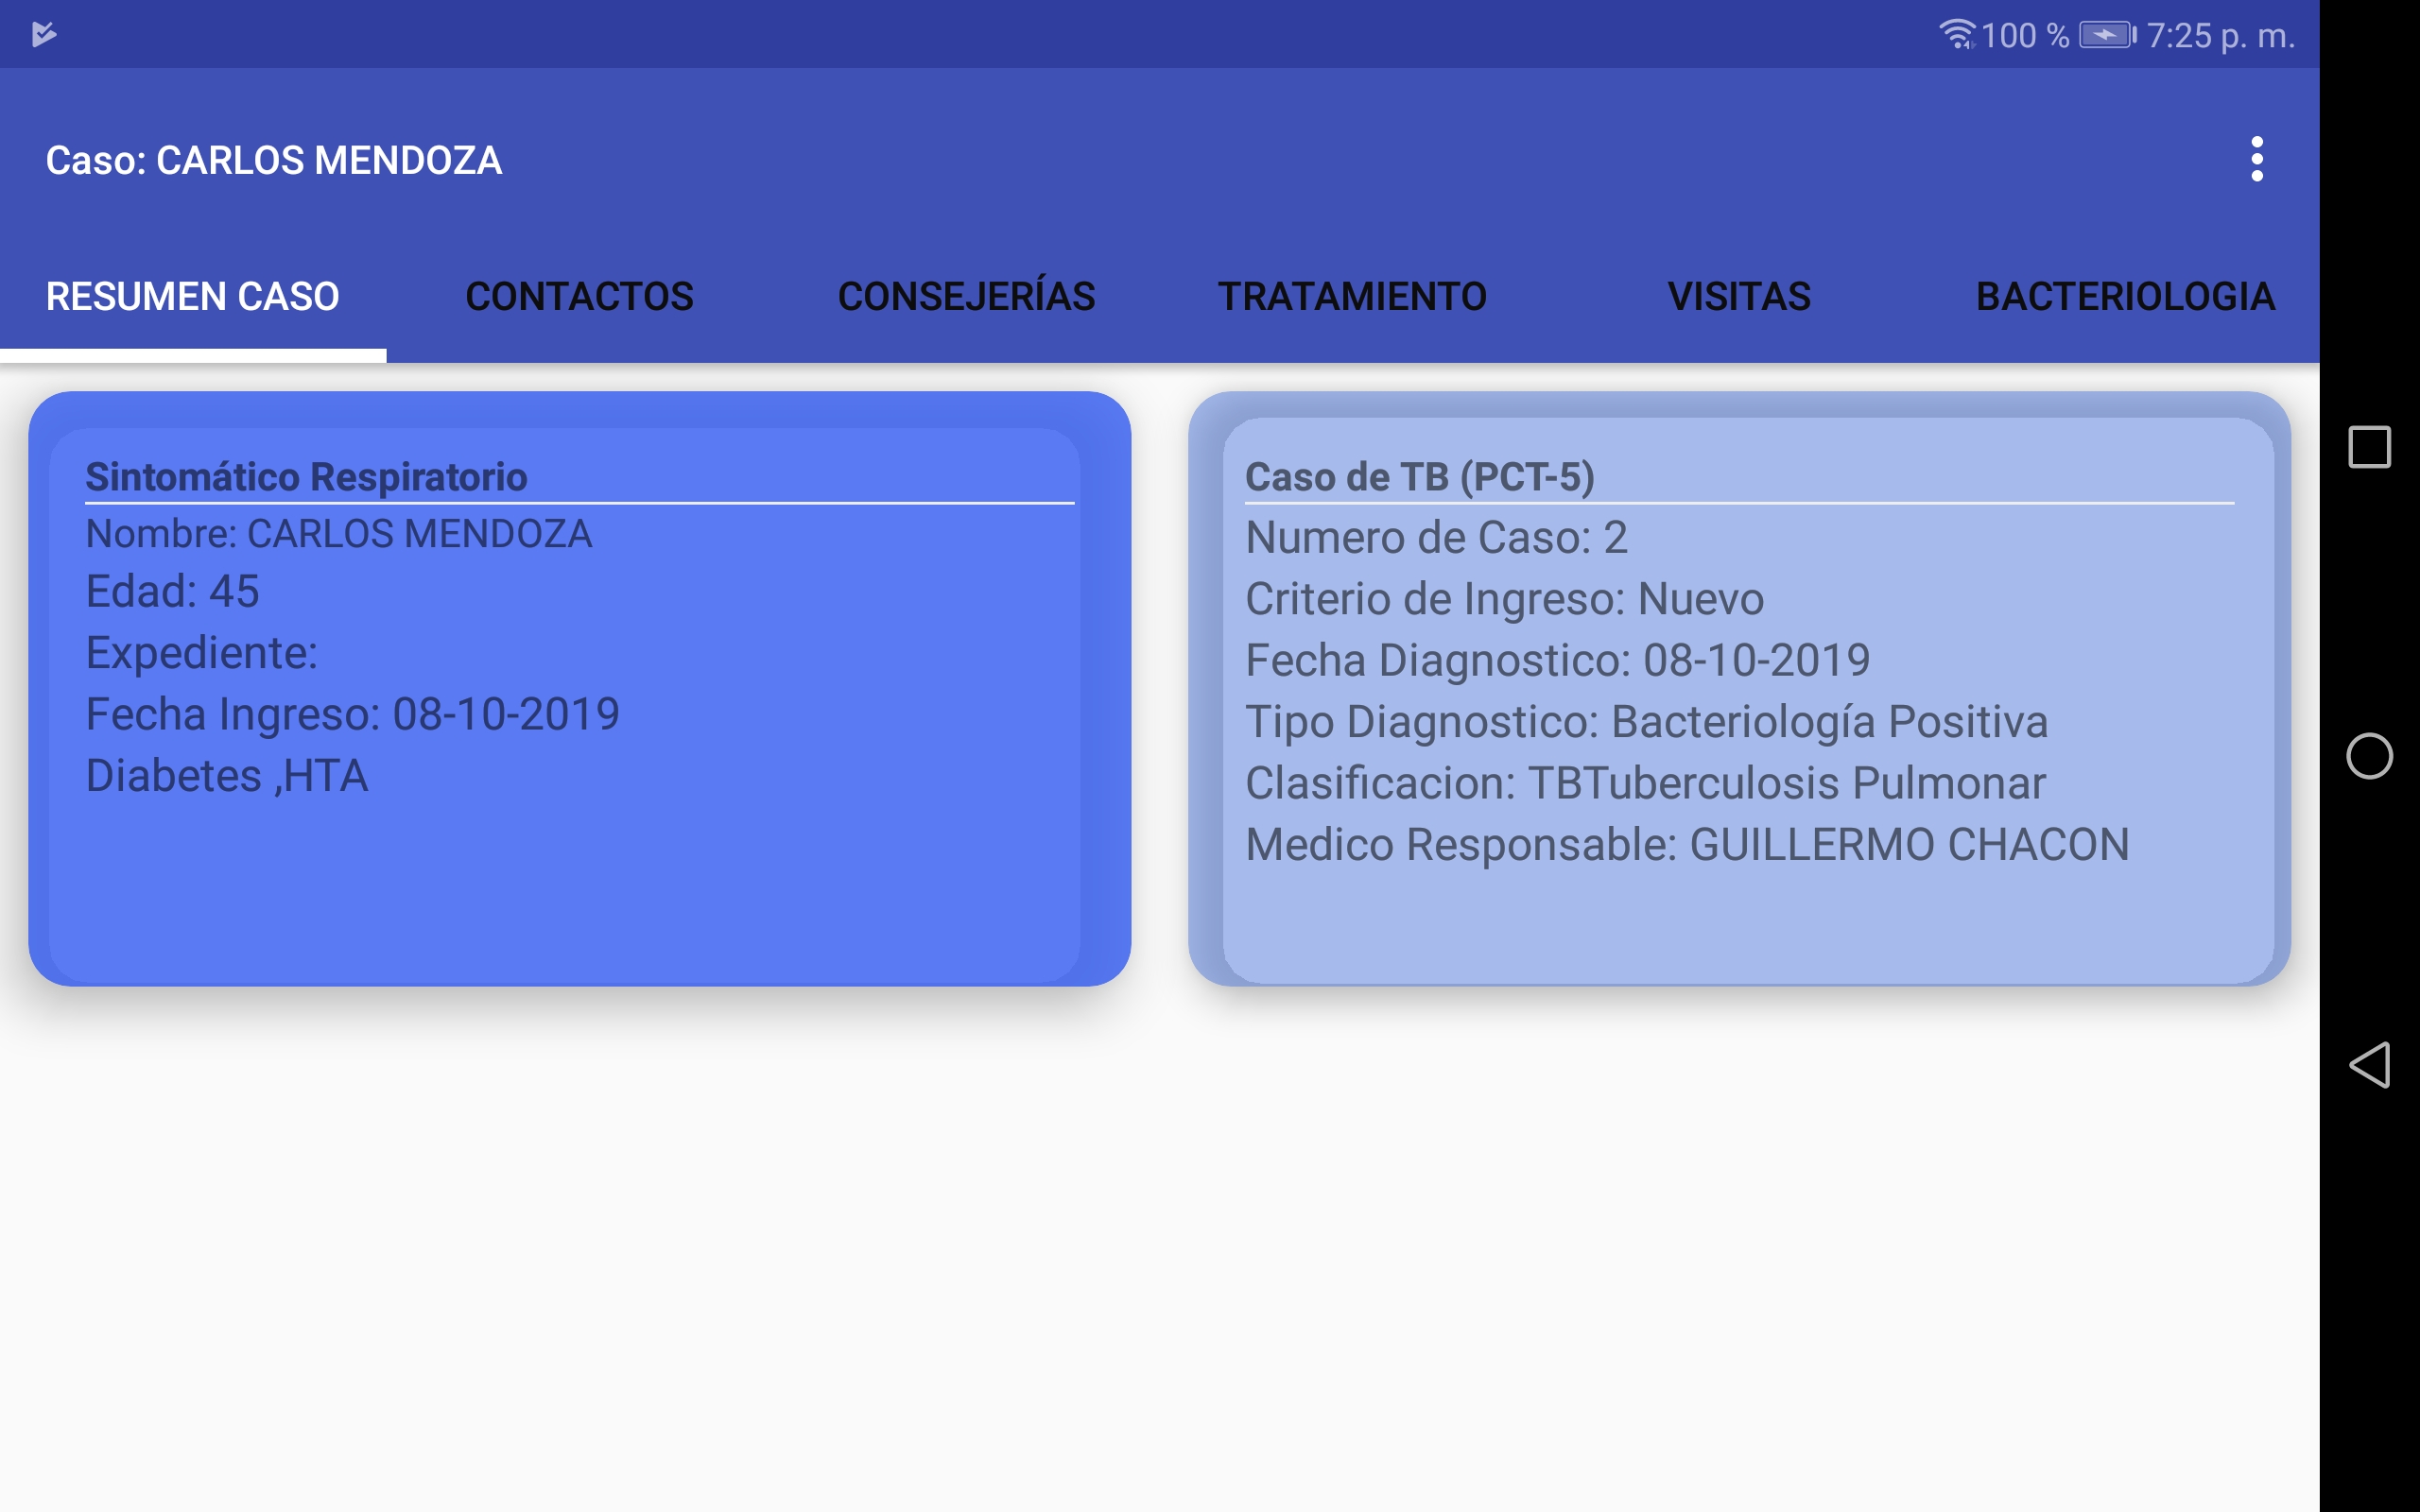 100 % 7:25 p. m.
Caso: CARLOS MENDOZA
RESUMEN CASO CONTACTOS CONSEJERÍAS TRATAMIENTO VISITAS BACTERIOLOGIA
Sintomático Respiratorio
Nombre: CARLOS MENDOZA
Edad: 45
Expediente:
Fecha Ingreso: 08-10-2019
Diabetes ,HTA
Caso de TB (PCT-5)
Numero de Caso: 2
Criterio de Ingreso: Nuevo
Fecha Diagnostico: 08-10-2019
Tipo Diagnostico: Bacteriología Positiva
Clasificacion: TBTuberculosis Pulmonar
Medico Responsable: GUILLERMO CHACON